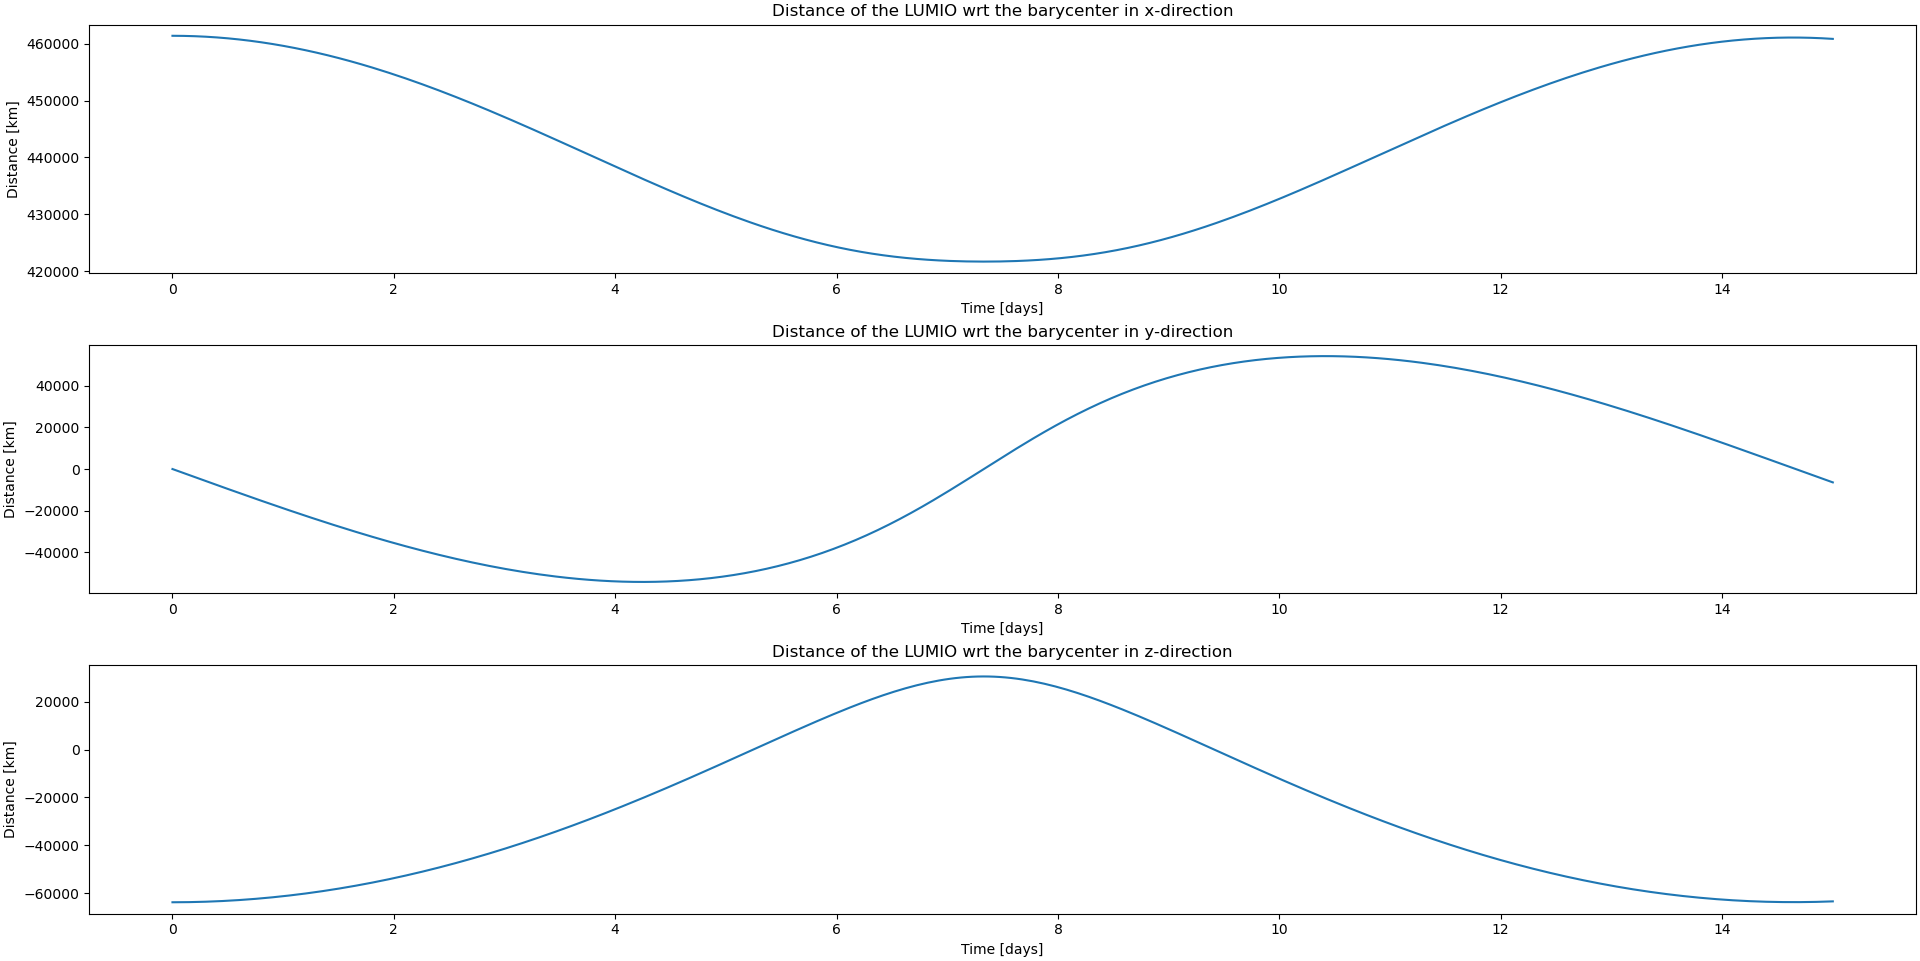 Distance of the LUMIO wrt the barycenter in x-direction
460000
450000
440000
430000
420000
Distance [km]
0 2 4 6 8 10 12 14
Time [days]
Distance of the LUMIO wrt the barycenter in y-direction
40000
20000
0
−20000
−40000
Distance [km]
0 2 4 6 8 10 12 14
Time [days]
Distance of the LUMIO wrt the barycenter in z-direction
20000
0
−20000
−40000
−60000
Distance [km]
0 2 4 6 8 10 12 14
Time [days]